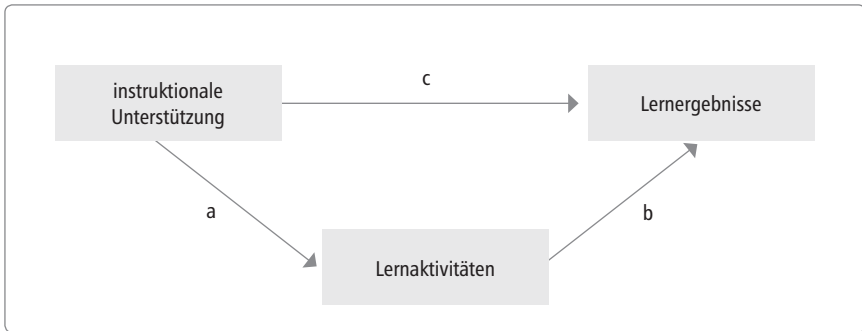 instruktionale
Unterstützung
c
Lernergebnisse
a
b
Lernaktivitäten